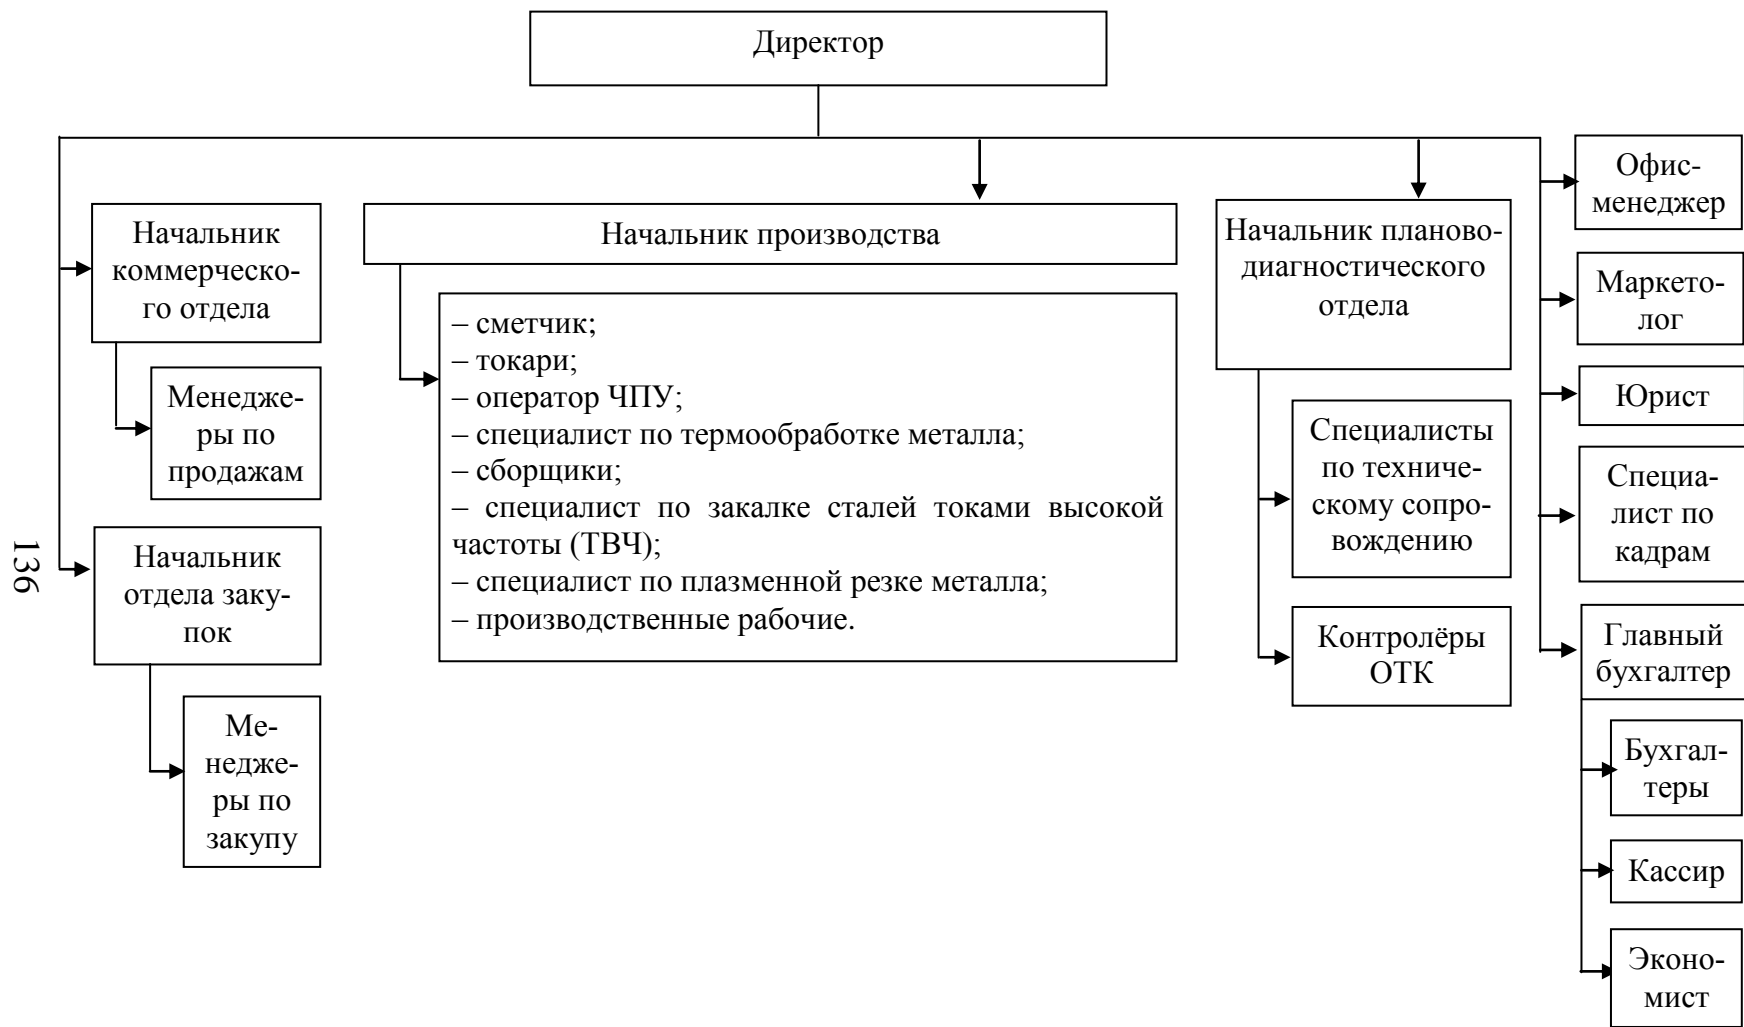 Директор
Начальник
коммерческо-
го отдела
Менедже-
ры по
продажам
Начальник
отдела заку-
пок
Ме-
недже-
ры по
закупу
Начальник производства
– сметчик;
– токари;
– оператор ЧПУ;
– специалист по термообработке металла;
– сборщики;
– специалист по закалке сталей токами высокой
частоты (ТВЧ);
– специалист по плазменной резке металла;
– производственные рабочие.
Начальник планово-
диагностического
отдела
Специалисты
по техниче-
скому сопро-
вождению
Контролёры
ОТК
Офис-
менеджер
Маркето-
лог
Юрист
Специа-
лист по
кадрам
Главный
бухгалтер
Бухгал-
теры
Кассир
Эконо-
мист
136